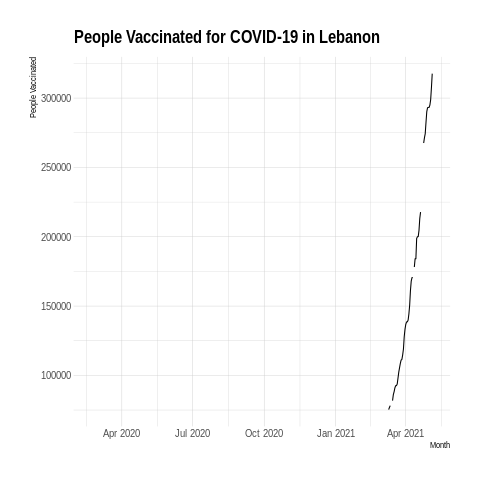 People Vaccinated for COVID-19 in Lebanon
People Vaccinated
300000
250000
200000
150000
100000
Apr 2020 Jul 2020 Oct 2020 Jan 2021 Apr 2021
Month